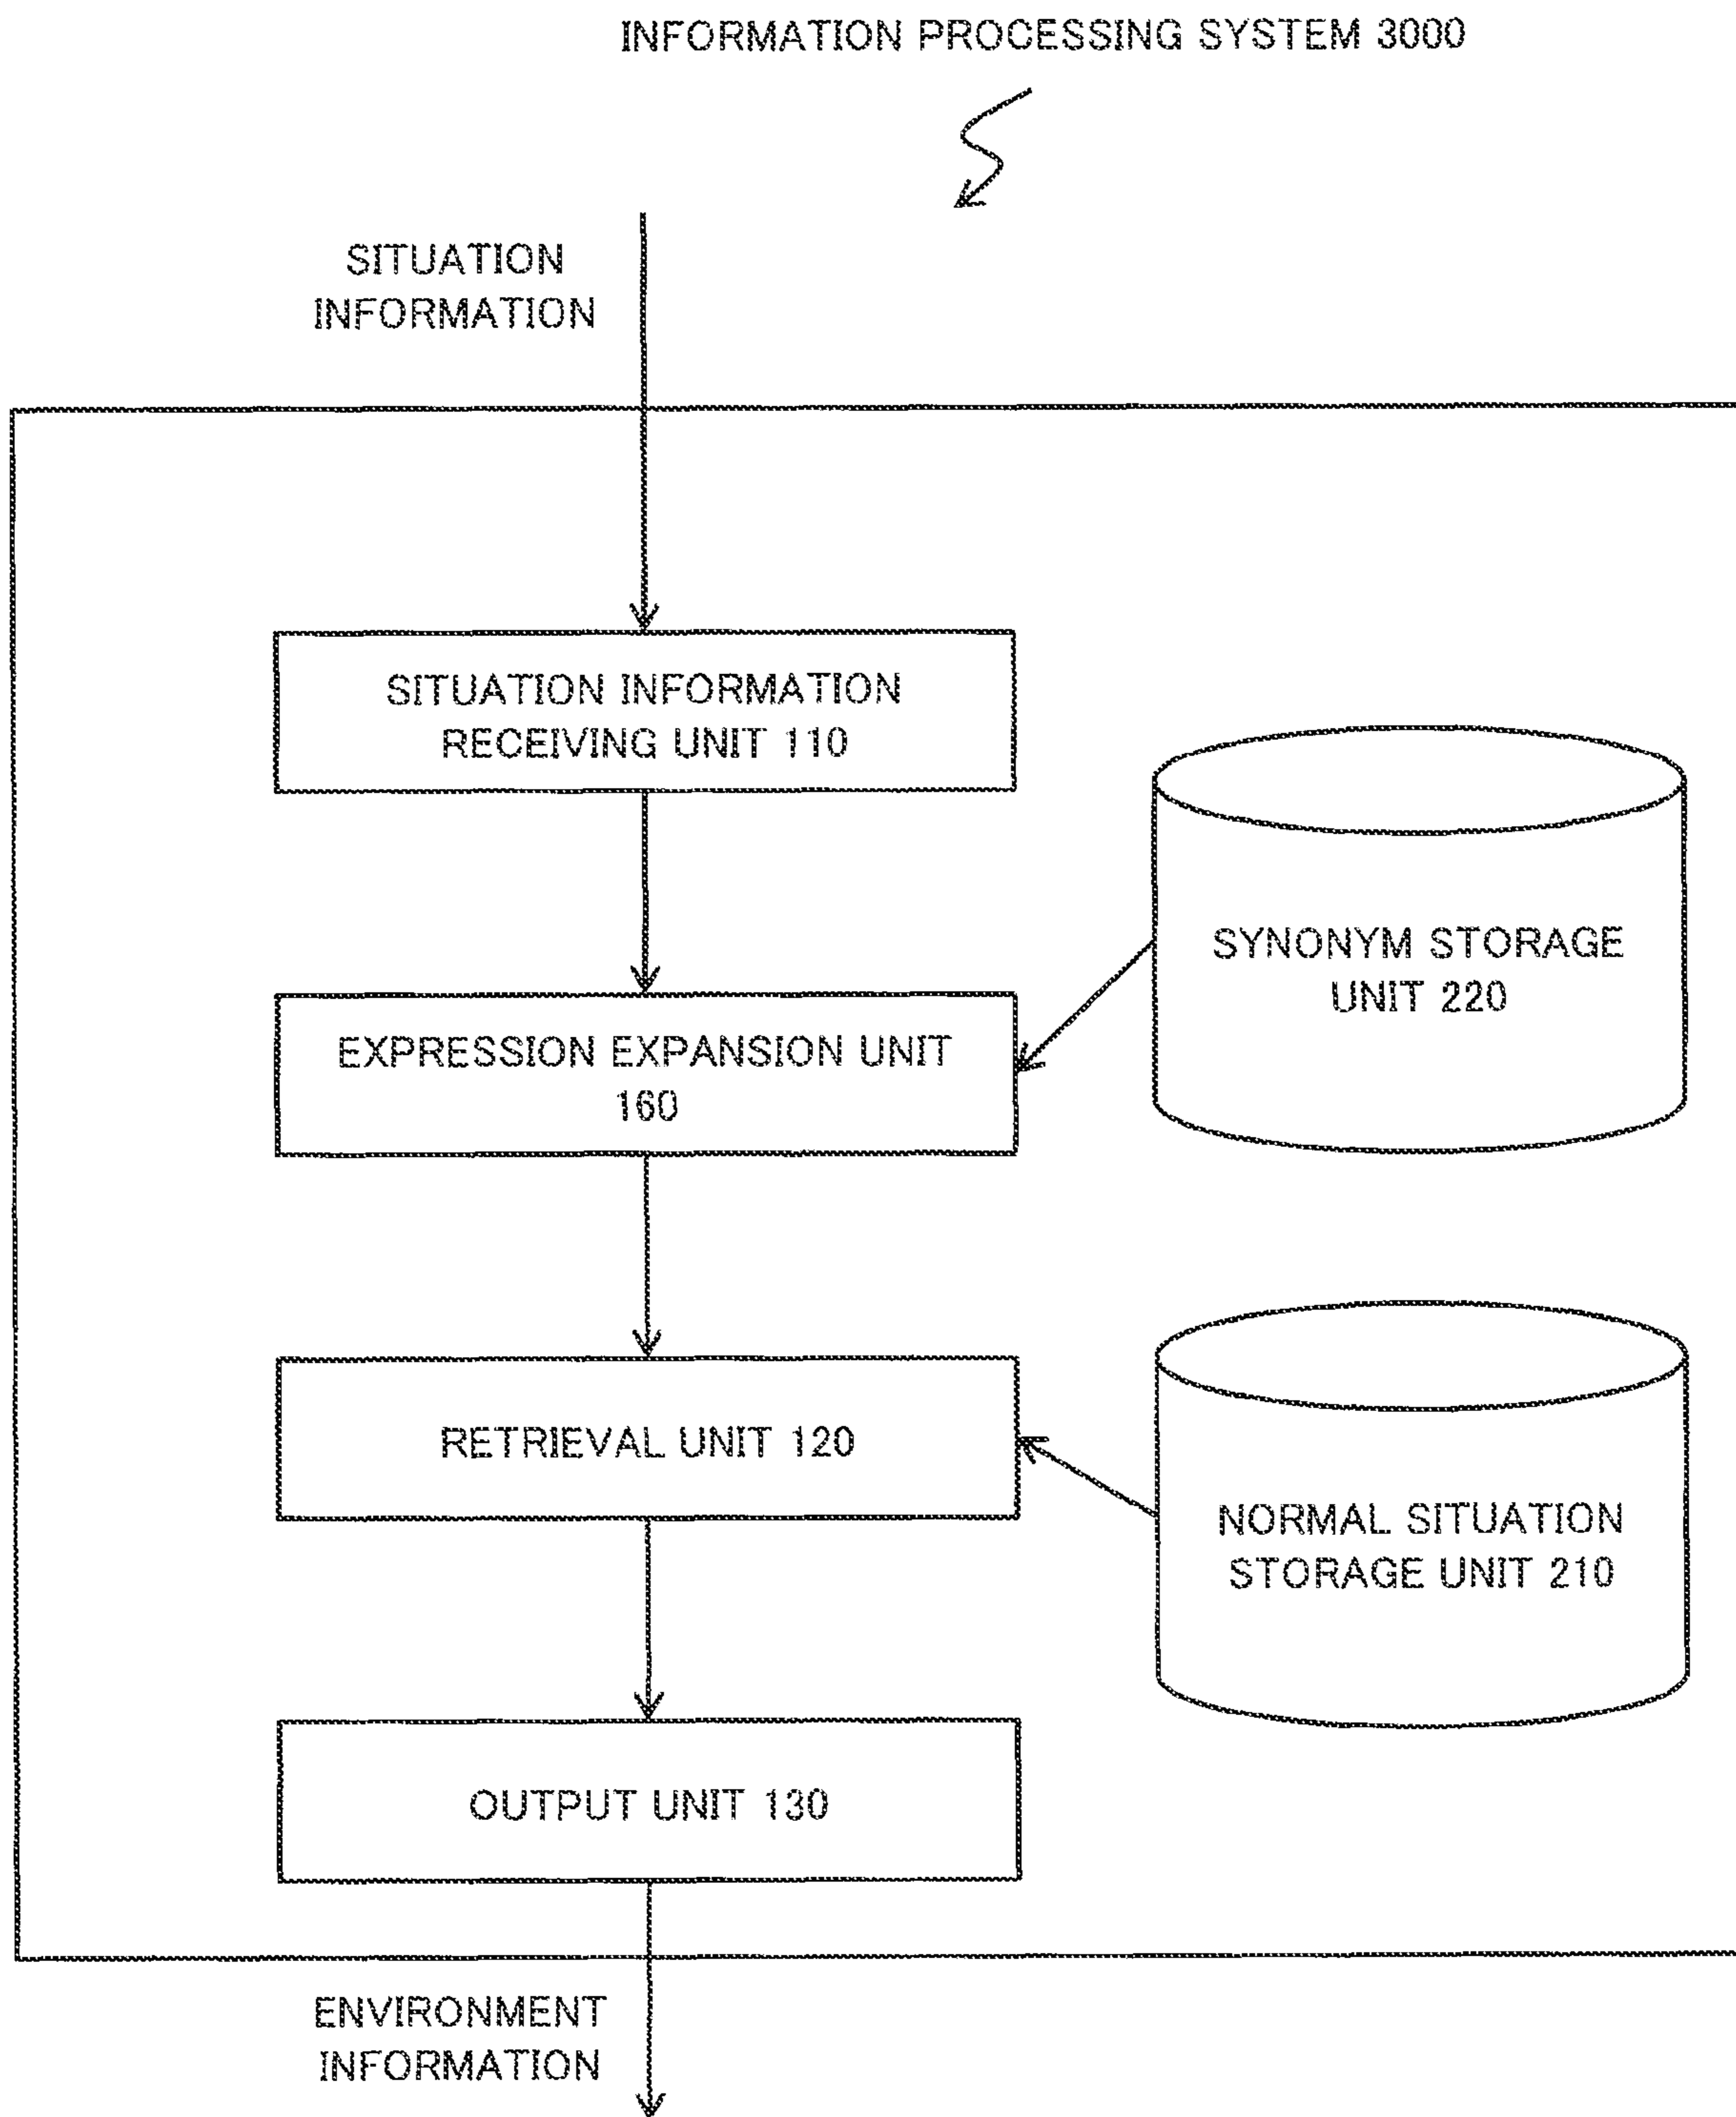 INFORMATION PROCESSING SYSTEM 3000
SITUATION
INFORMATION
SITUATION INFORMATION
RECEIVING UNIT 110
SYNONYM STORAGE
UNIT 220
EXPRESSION EXPANSION UNIT
160
RETRIEVAL UNIT 120
NORMAL SITUATION
STORAGE UNIT 210
OUTPUT UNIT 130
ENVIRONMENT
INFORMATION